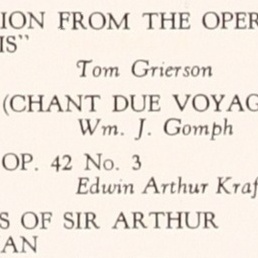 ION FROM THE OPER
IS"
Tom Grierson
(CHANT DUE VOYAG
Wm. J. Gomph
OP. 42 No. 3
Edwin Arthur Kraf
S OF SIR ARTHUR
AN